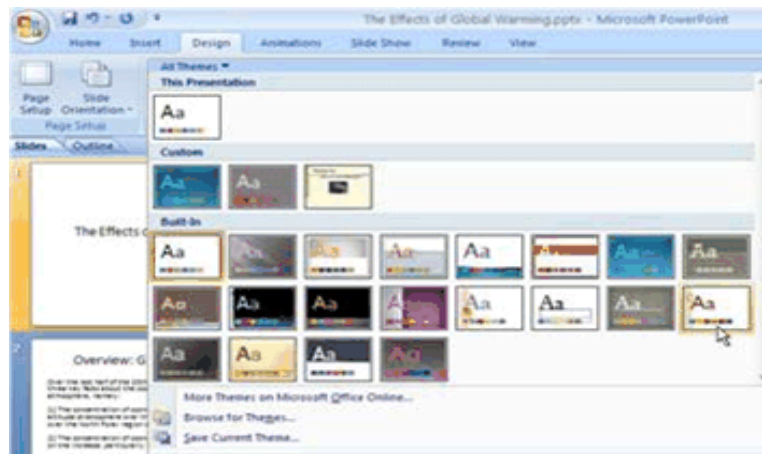 The Effects of Global Warming.pptx - Microsoft PowerPoint
Home Insert Design Animations Slide Show Review View
All Themes
This Presentation
Page Setup
Slide Orientation
Page Setup
Aa
Slides Outline
Custom
Aa Aa
1
The Effects
Built-In
Aa Aa Aa Aa Aa Aa Aa Aa
Aa Aa Aa Aa Aa Aa Aa Aa
Aa Aa Aa Aa
2
Overview: G
More Themes on Microsoft Office Online...
Browse for Themes...
Save Current Theme...